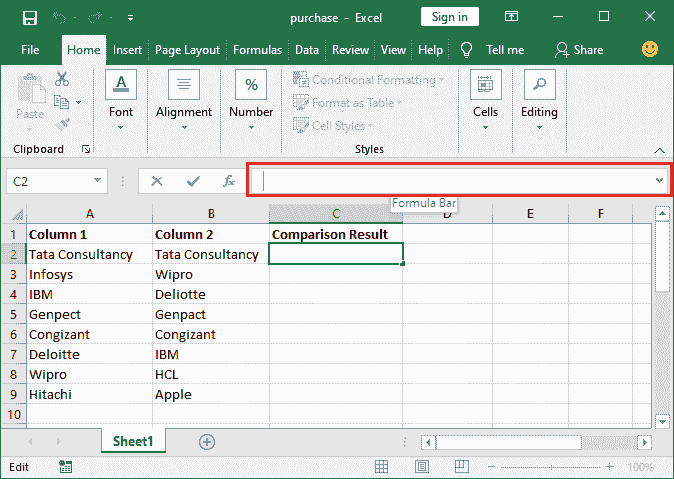 purchase - Excel
Sign in
File Home Insert Page Layout Formulas Data Review View Help Tell me Share
Paste
Clipboard
A
Font
Alignment
%
Number
Conditional Formatting
Format as Table
Cell Styles
Styles
Cells
Editing
C2
fx
Formula Bar
A B C D E F
1 Column 1 Column 2 Comparison Result
2 Tata Consultancy Tata Consultancy
3 Infosys Wipro
4 IBM Deliotte
5 Genpect Genpact
6 Congizant Congizant
7 Deloitte IBM
8 Wipro HCL
9 Hitachi Apple
10
Sheet1
Edit
100%